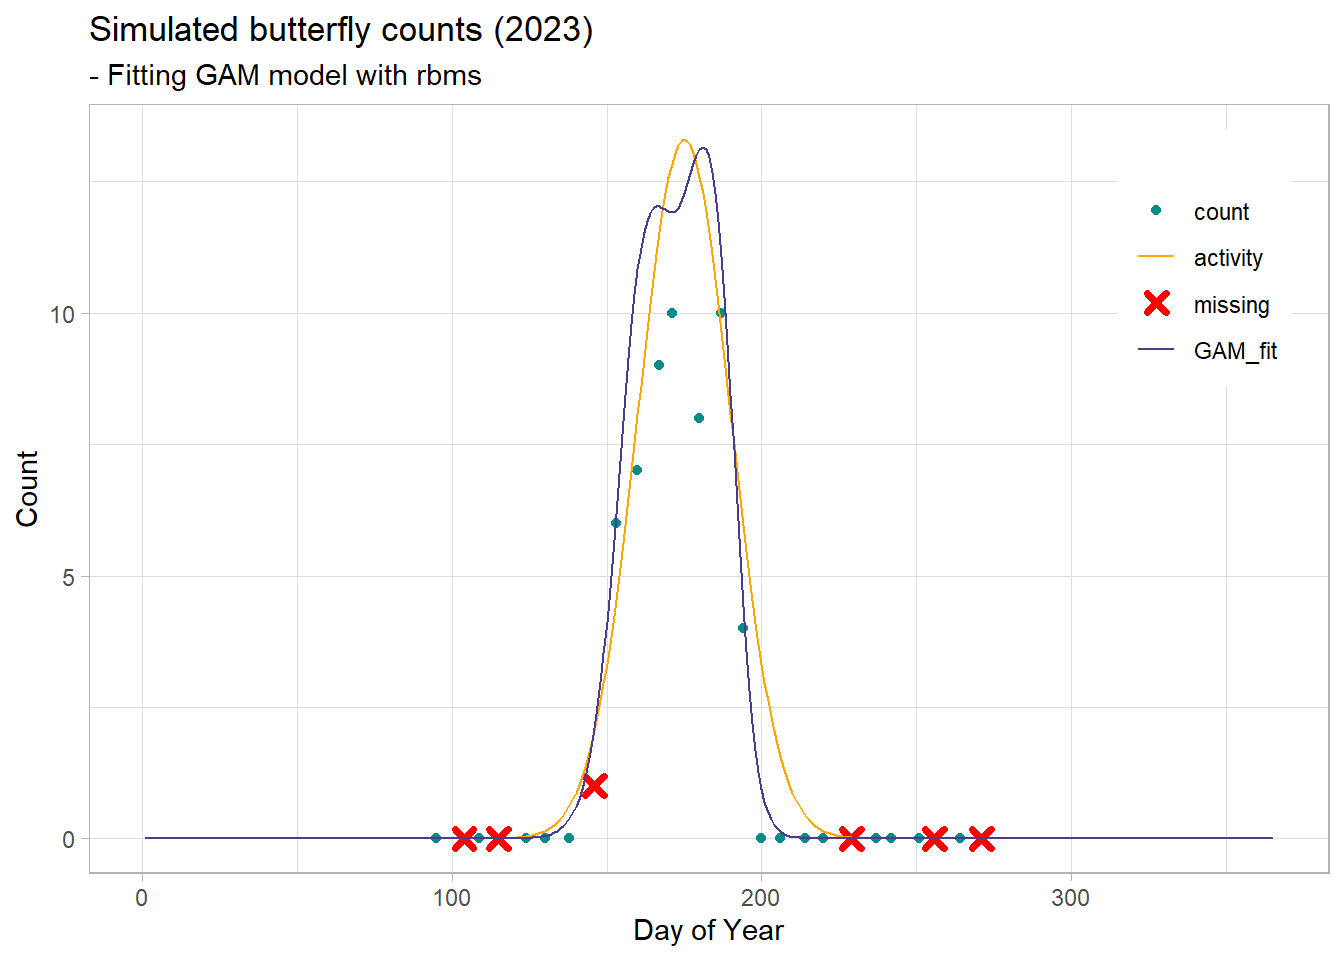 Simulated butterfly counts (2023)
- Fitting GAM model with rbms
Count
10
5
0
0
100
200
300
Day of Year
count
activity
missing
GAM_fit